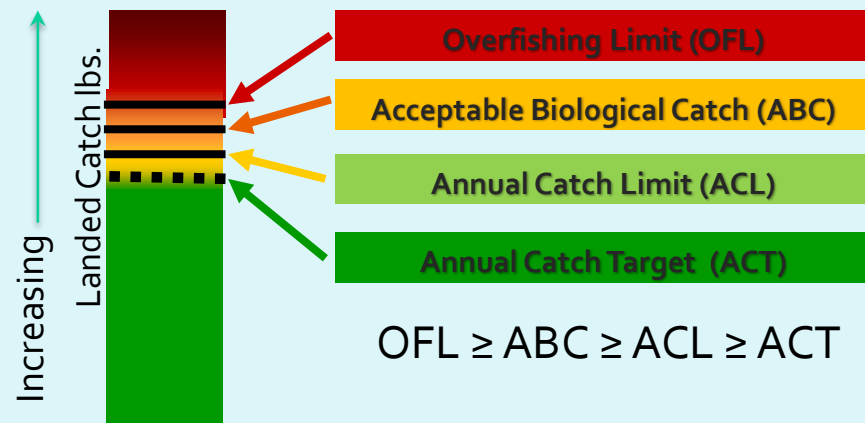 Increasing
Landed Catch lbs.
Overfishing Limit (OFL)
Acceptable Biological Catch (ABC)
Annual Catch Limit (ACL)
Annual Catch Target (ACT)
OFL ≥ ABC ≥ ACL ≥ ACT